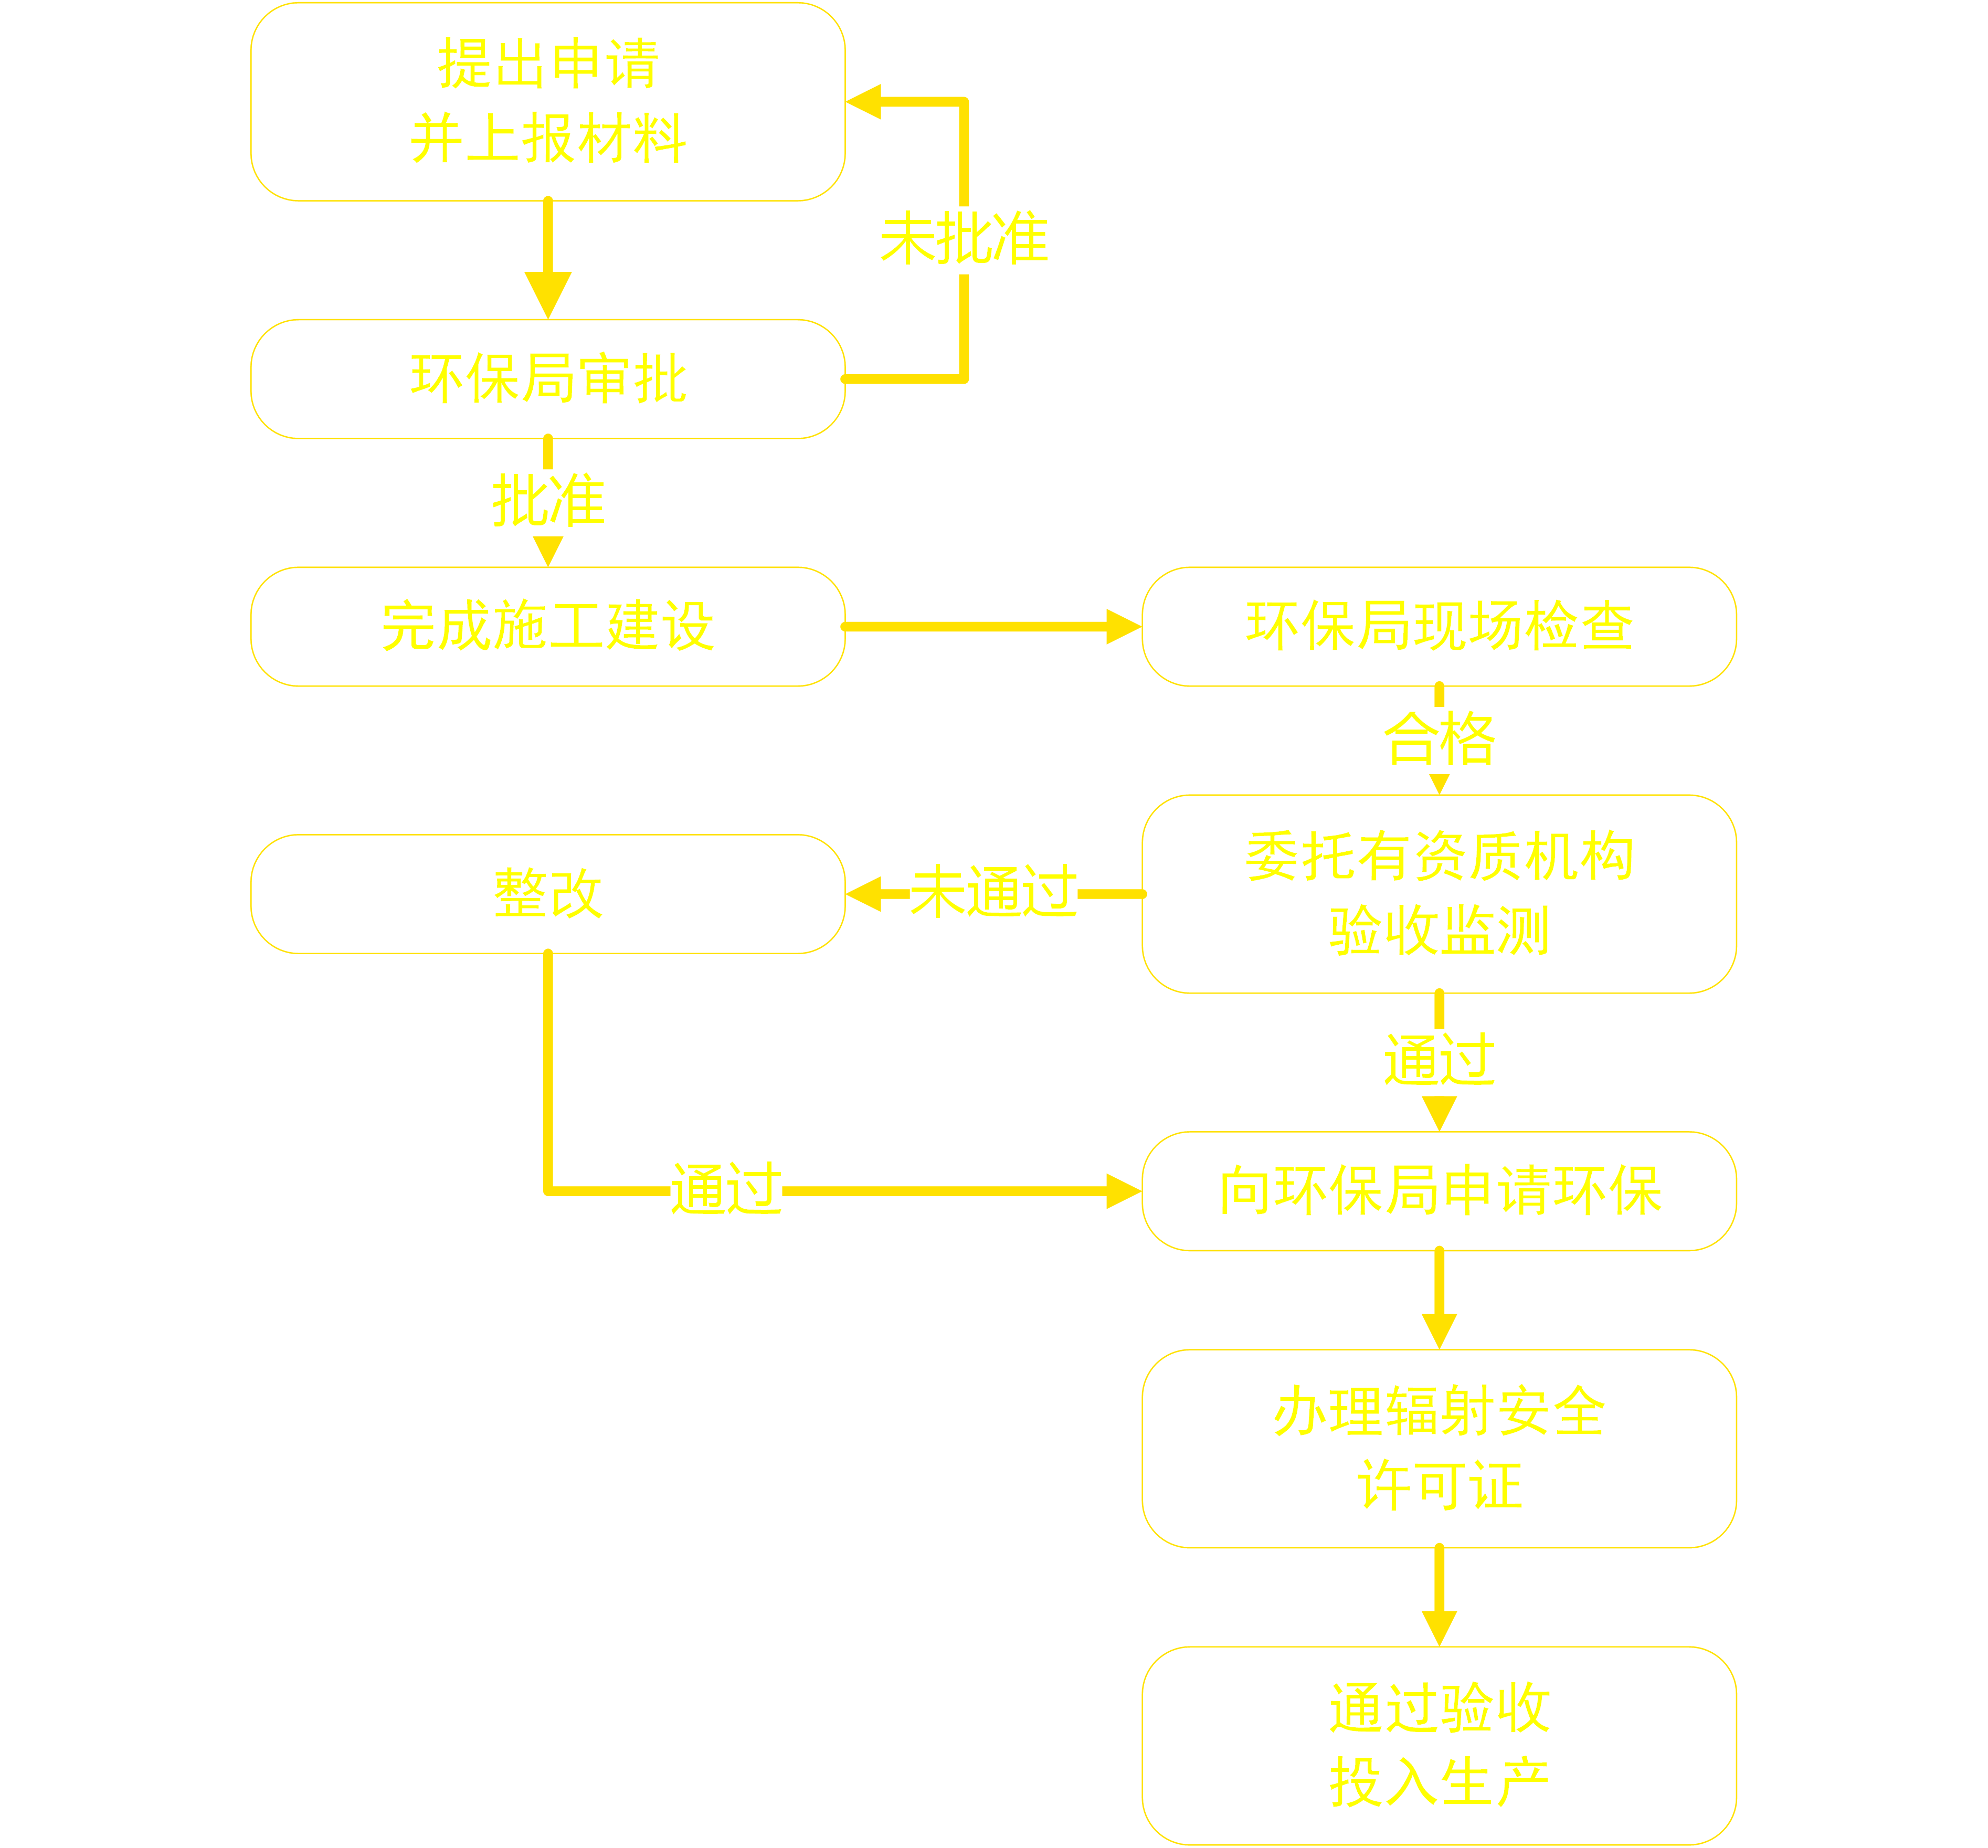 提出申请
并上报材料
未批准
环保局审批
批准
完成施工建设
环保局现场检查
合格
委托有资质机构
验收监测
未通过
整改
通过
通过
向环保局申请环保
办理辐射安全
许可证
通过验收
投入生产